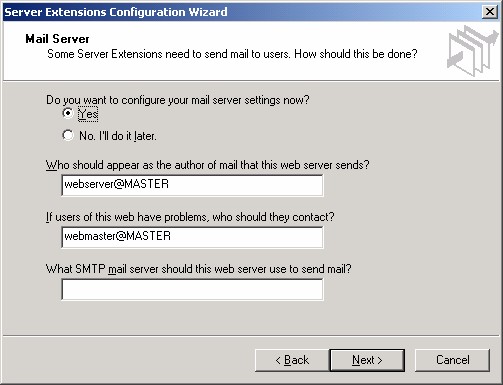 Server Extensions Configuration Wizard
Mail Server
Some Server Extensions need to send mail to users. How should this be done?
Do you want to configure your mail server settings now?
Yes
No. I'll do it later.
Who should appear as the author of mail that this web server sends?
webserver@MASTER
If users of this web have problems, who should they contact?
webmaster@MASTER
What SMTP mail server should this web server use to send mail?
< Back Next > Cancel